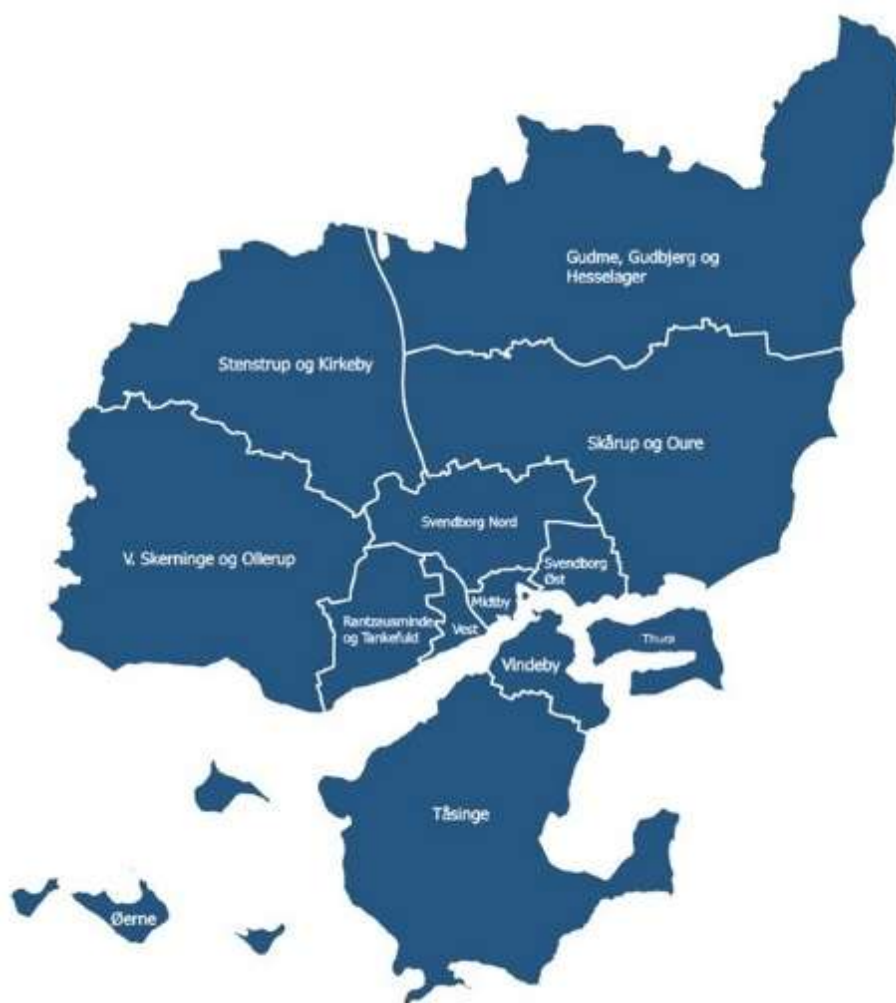 Gudme, Gudbjerg og
Hesselager
Stenstrup og Kirkeby
Skårup og Oure
Svendborg Nord
V. Skerninge og Ollerup
Svendborg
Øst
Midtby
Rantzausminde
og Tankefuld
Vest
Thurø
Vindeby
Tåsinge
Øerne